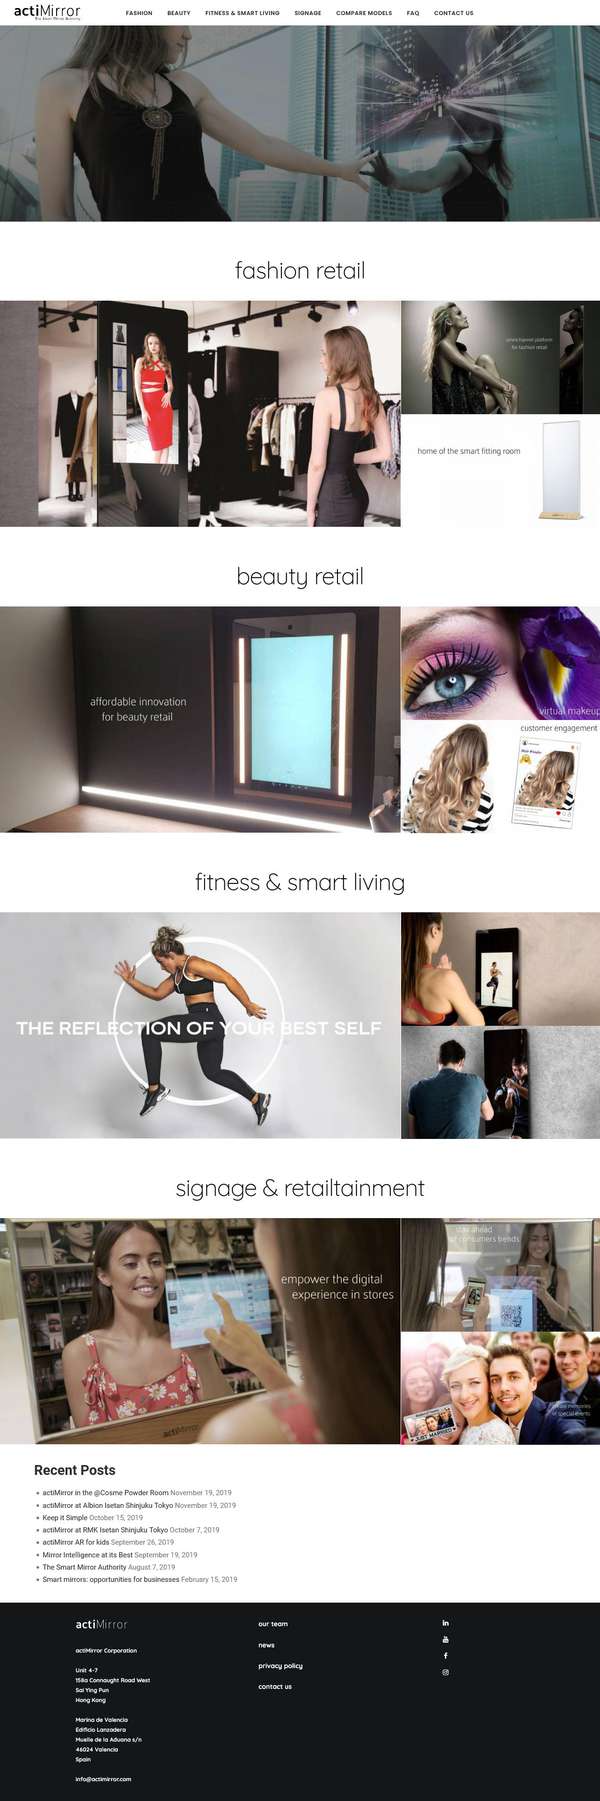 actiMirror
The Smart Mirror Authority
FASHION
BEAUTY
FITNESS & SMART LIVING
SIGNAGE
COMPARE MODELS
FAQ
CONTACT US
fashion retail
omni channel platform
for fashion retail
home of the smart fitting room
beauty retail
affordable innovation
for beauty retail
virtual makeup
customer engagement
fitness & smart living
THE REFLECTION OF YOUR BEST SELF
signage & retailtainment
empower the digital
experience in stores
actiMirror
stay ahead
of consumers trends
JUST MARRIED
create memories
of special events
Recent Posts
actiMirror in the @Cosme Powder Room November 19, 2019
actiMirror at Albion Isetan Shinjuku Tokyo November 19, 2019
Keep it Simple October 15, 2019
actiMirror at RMK Isetan Shinjuku Tokyo October 7, 2019
actiMirror AR for kids September 26, 2019
Mirror Intelligence at its Best September 19, 2019
The Smart Mirror Authority August 7, 2019
Smart mirrors: opportunities for businesses February 15, 2019
actiMirror
actiMirror Corporation
Unit 4-7
158a Connaught Road West
Sai Ying Pun
Hong Kong
Marina de Valencia
Edificio Lanzadera
Muelle de la Aduana s/n
46024 Valencia
Spain
info@actimirror.com
our team
news
privacy policy
contact us